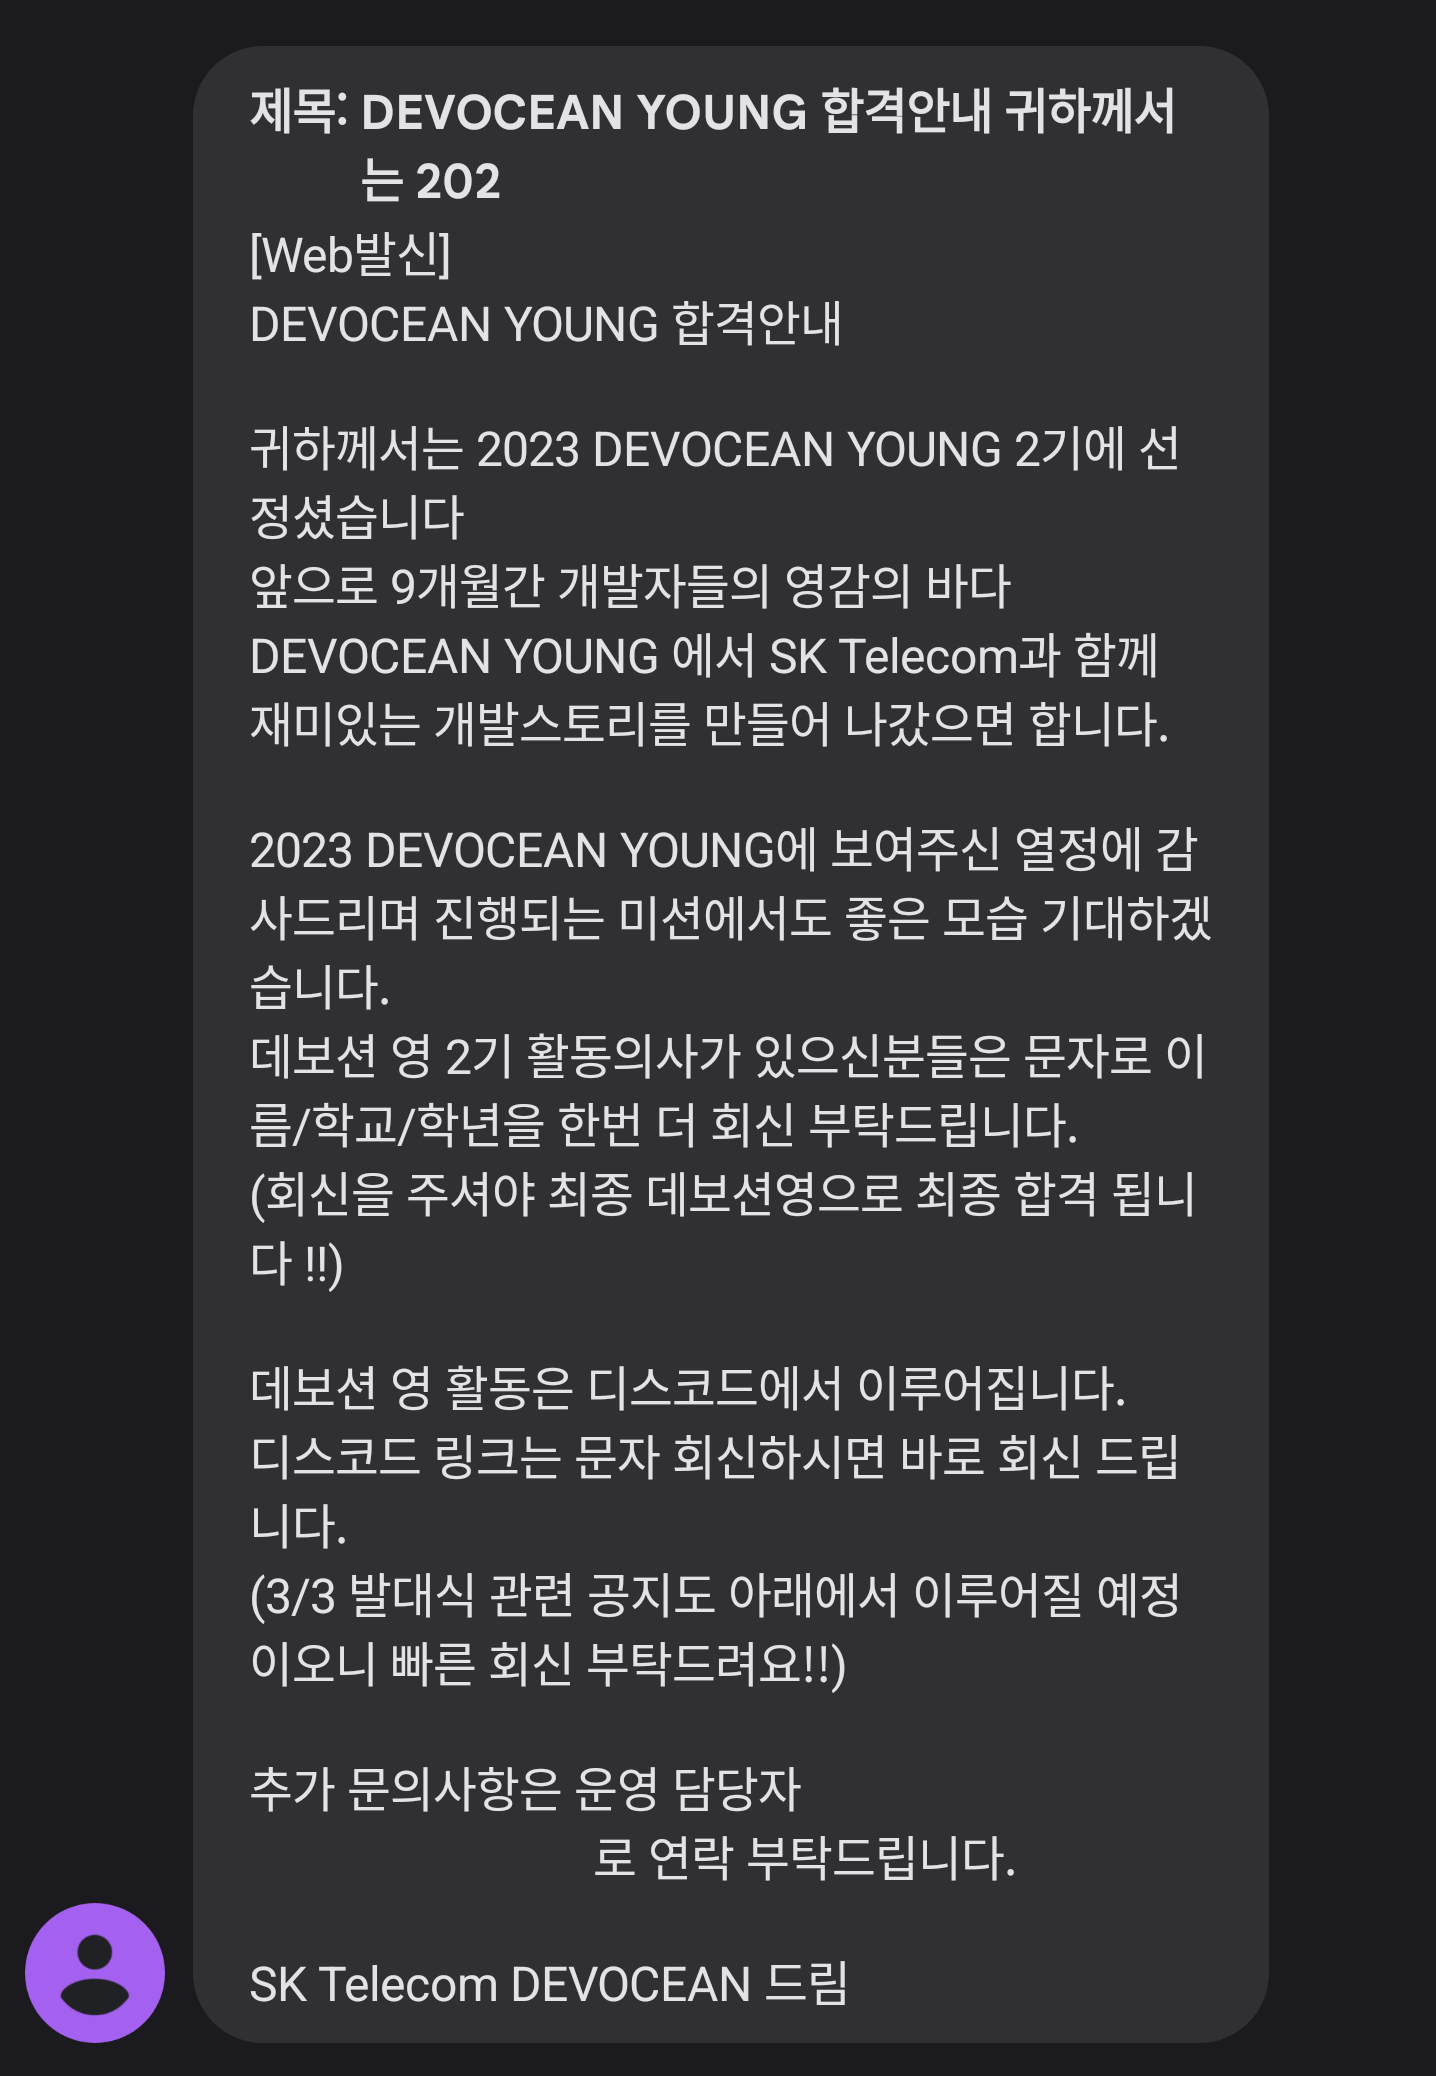 제목: DEVOCEAN YOUNG 합격안내 귀하께서
는 202
[Web발신]
DEVOCEAN YOUNG 합격안내
귀하께서는 2023 DEVOCEAN YOUNG 2기에 선
정셨습니다
앞으로 9개월간 개발자들의 영감의 바다
DEVOCEAN YOUNG 에서 SK Telecom과 함께
재미있는 개발스토리를 만들어 나갔으면 합니다.
2023 DEVOCEAN YOUNG에 보여주신 열정에 감
사드리며 진행되는 미션에서도 좋은 모습 기대하겠
습니다.
데보션 영 2기 활동의사가 있으신분들은 문자로 이
름/학교/학년을 한번 더 회신 부탁드립니다.
(회신을 주셔야 최종 데보션영으로 최종 합격 됩니
다 !!)
데보션 영 활동은 디스코드에서 이루어집니다.
디스코드 링크는 문자 회신하시면 바로 회신 드립
니다.
(3/3 발대식 관련 공지도 아래에서 이루어질 예정
이오니 빠른 회신 부탁드려요!!)
추가 문의사항은 운영 담당자
로 연락 부탁드립니다.
SK Telecom DEVOCEAN 드림